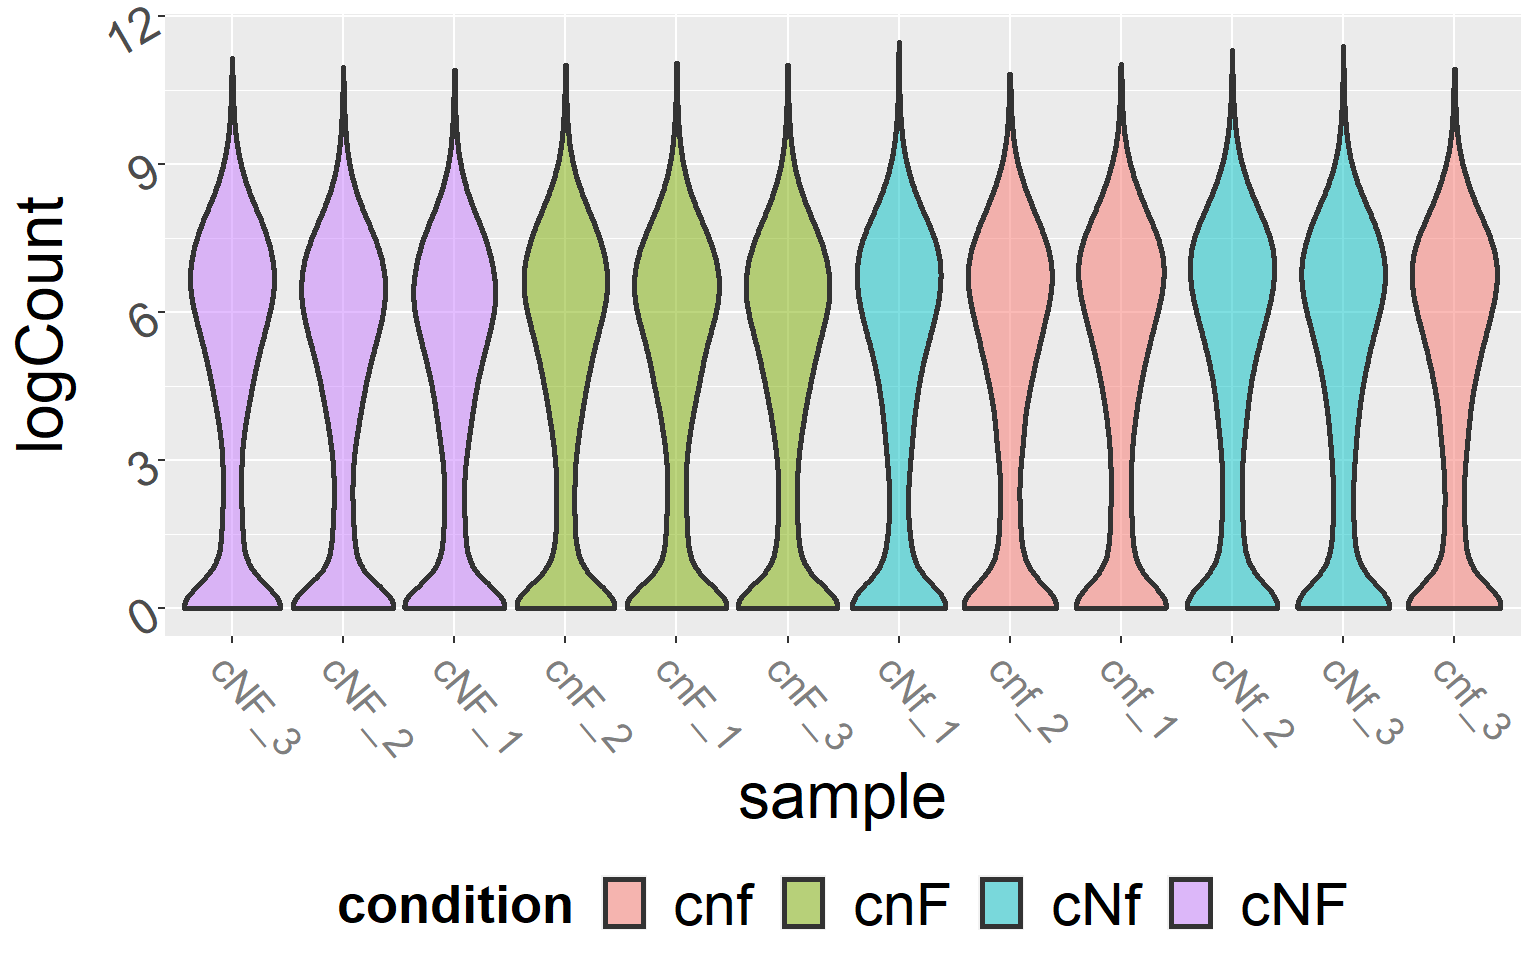 logCount
12
9
6
3
0
cNF_3
cNF_2
cNF_1
cnF_2
cnF_1
cnF_3
cNf_1
cnf_2
cnf_1
cNf_2
cNf_3
cnf_3
sample
condition cnf cnF cNf cNF